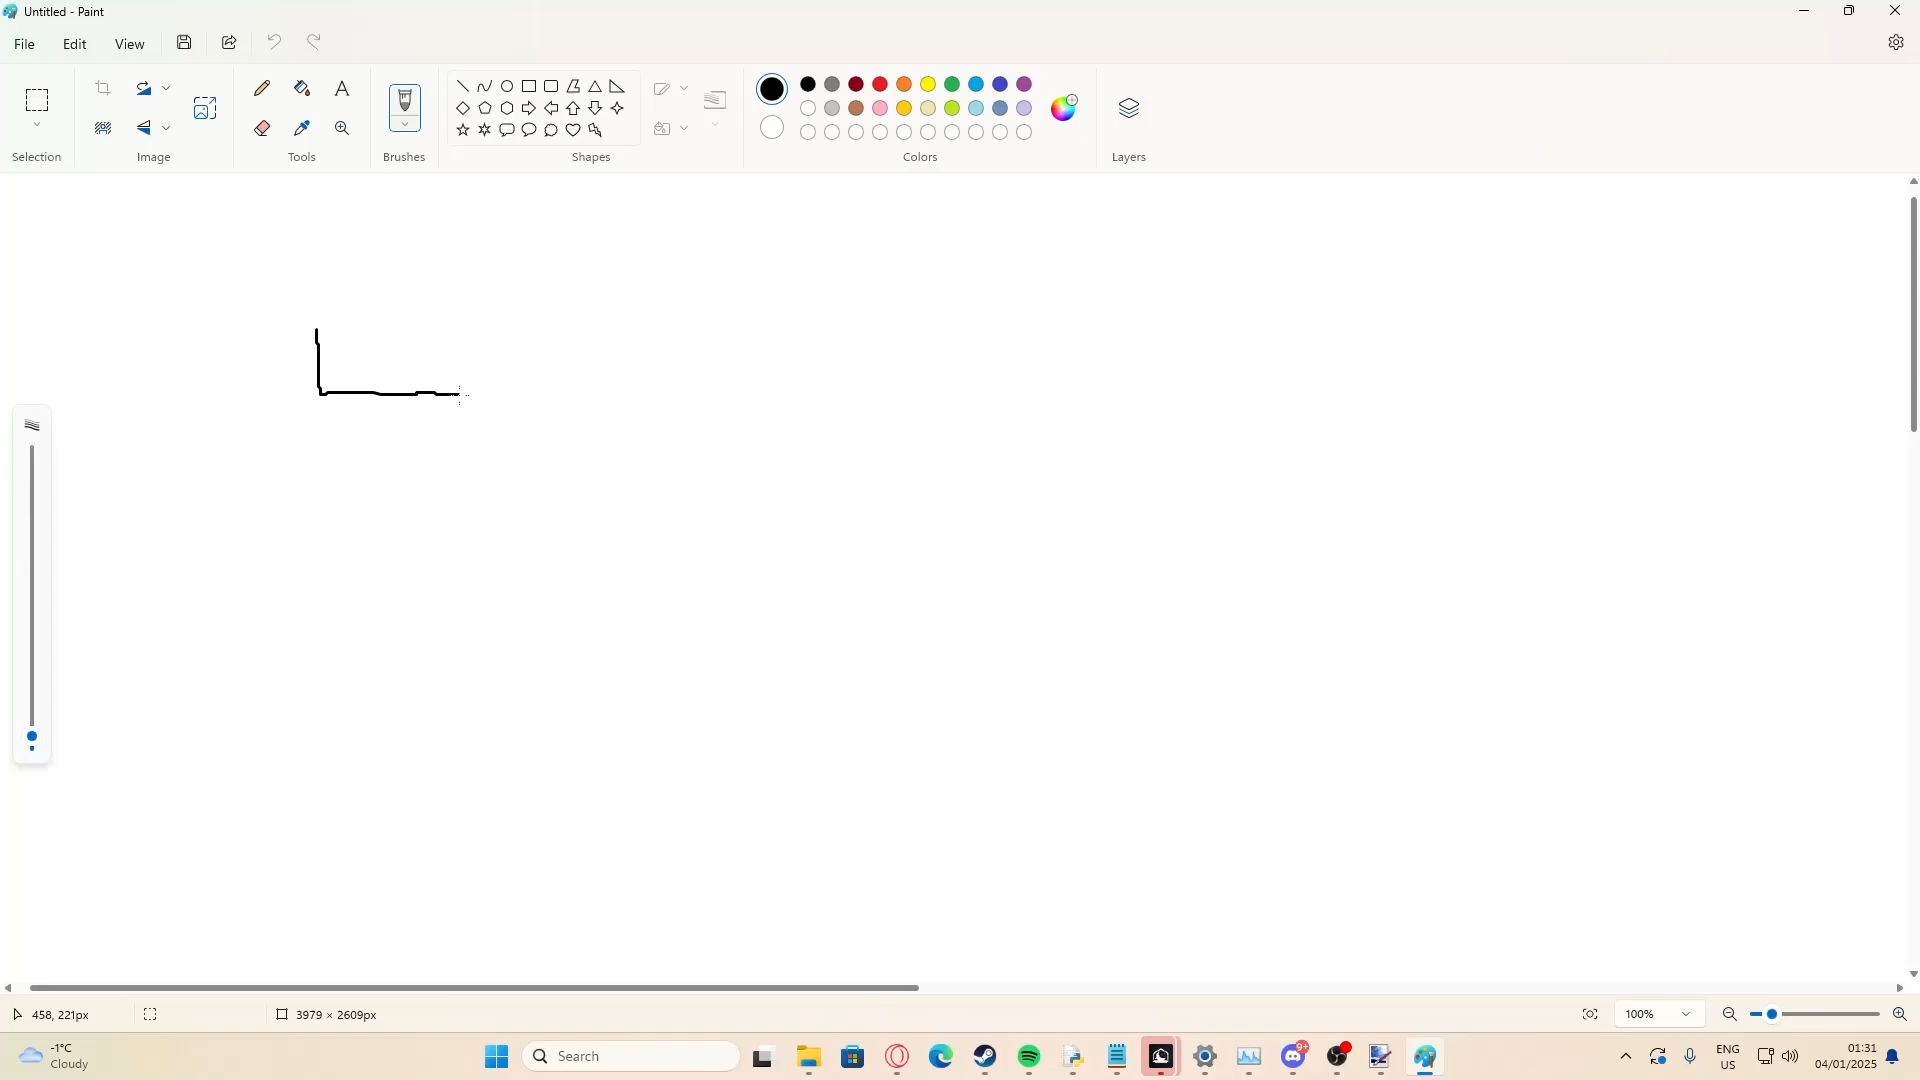 Untitled - Paint
File Edit View
Selection Image Tools Brushes Shapes Colors Layers
458, 221px 3979 × 2609px 100%
-1°C
Cloudy
Search
9+
ENG
US
01:31
04/01/2025